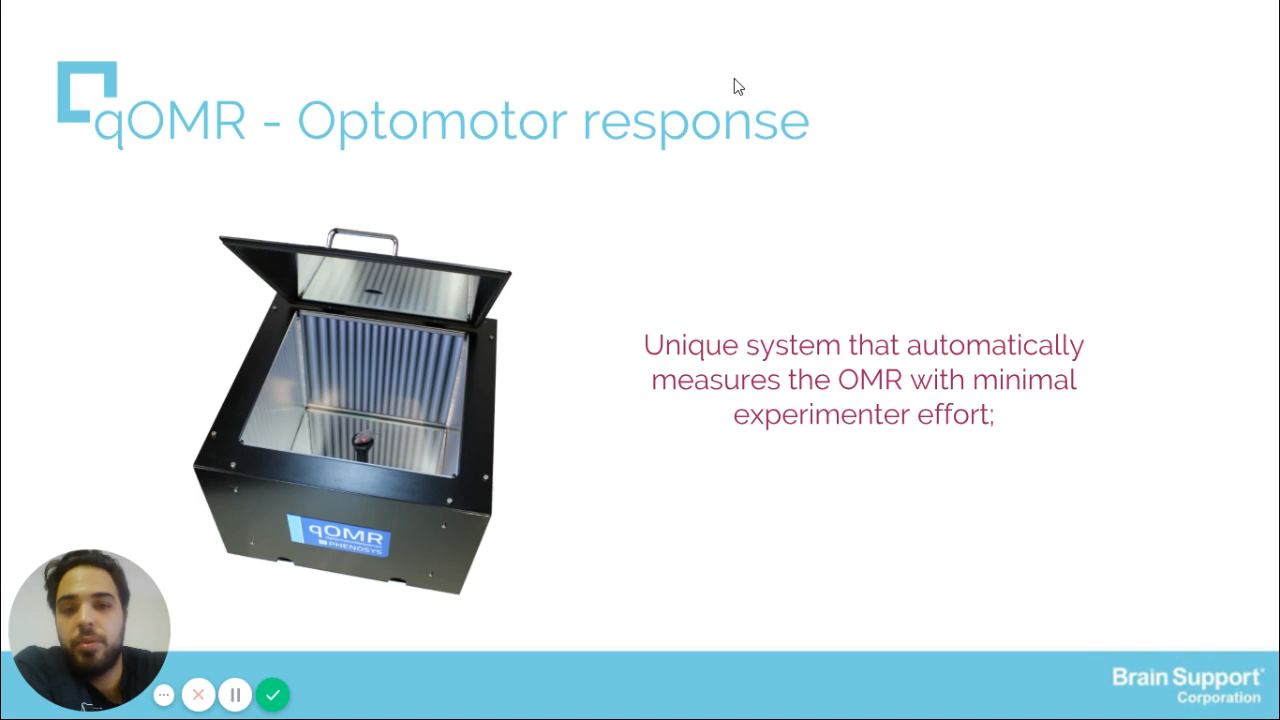 qOMR - Optomotor response
Unique system that automatically
measures the OMR with minimal
experimenter effort;
qOMR
PHENOSYS
Brain Support
Corporation